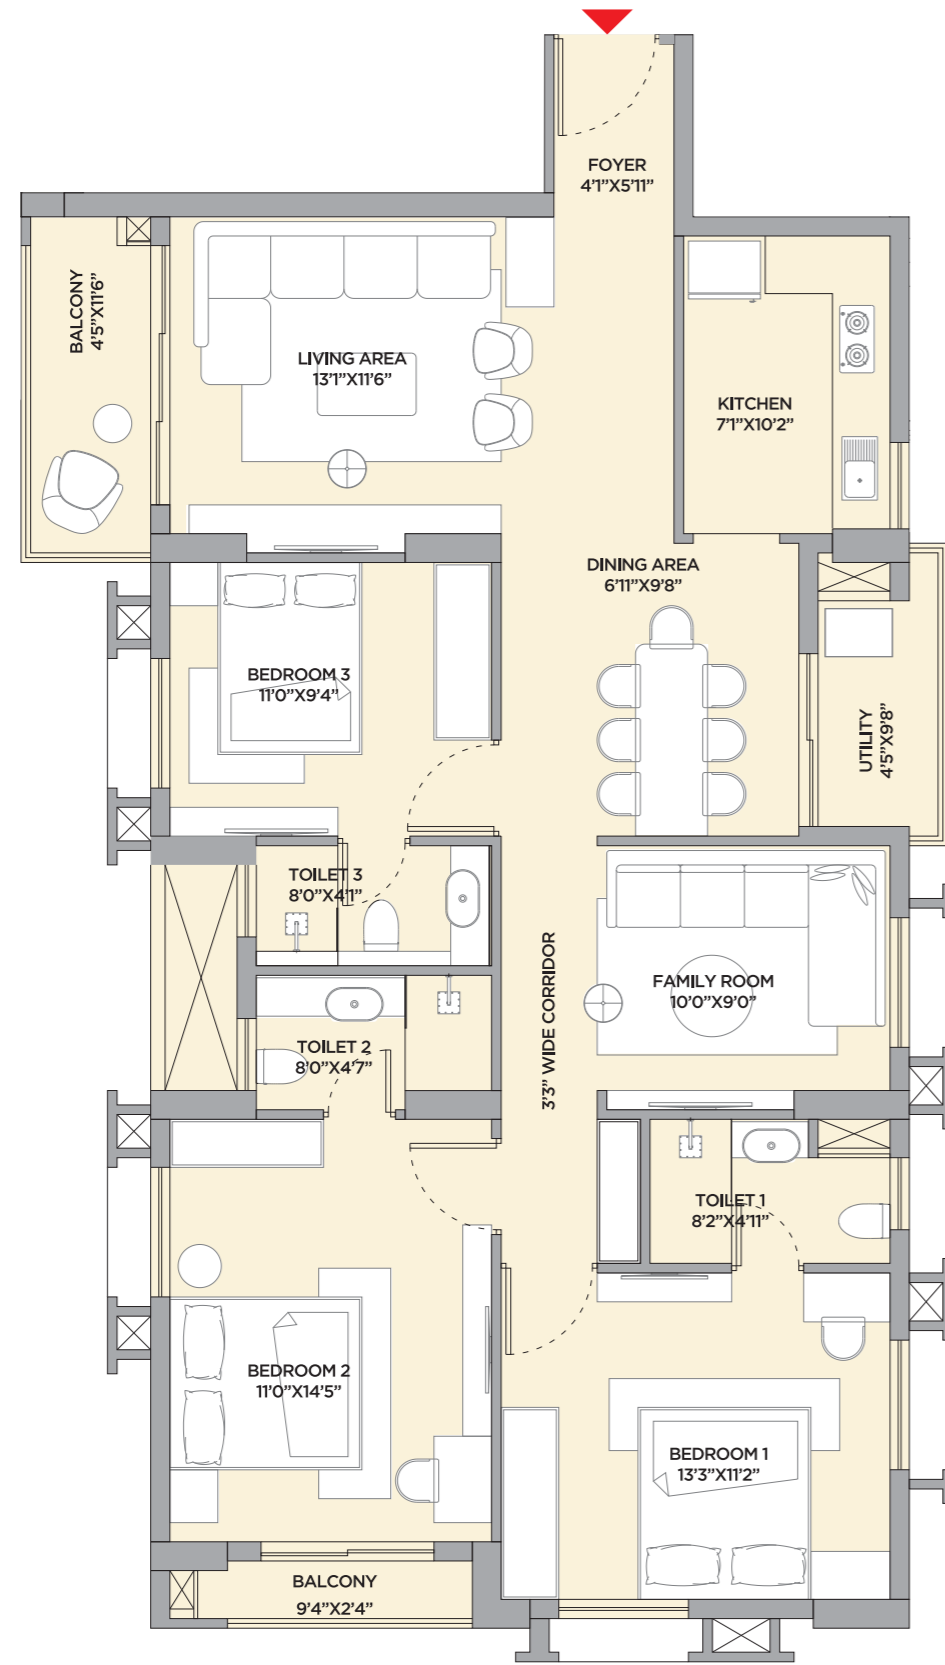 FOYER
4'1”X5'11”
BALCONY
4'5”X11'6”
LIVING AREA
13'1”X11'6”
KITCHEN
7'1”X10'2”
DINING AREA
6'11”X9'8”
BEDROOM 3
11'0”X9'4”
UTILITY
4'5”X9'8”
TOILET 3
8'0”X4'1”
FAMILY ROOM
10'0”X9'0”
3'3” WIDE CORRIDOR
TOILET 2
8'0”X4'7”
TOILET 1
8'2”X4'11”
BEDROOM 2
11'0”X14'5”
BEDROOM 1
13'3”X11'2”
BALCONY
9'4”X2'4”